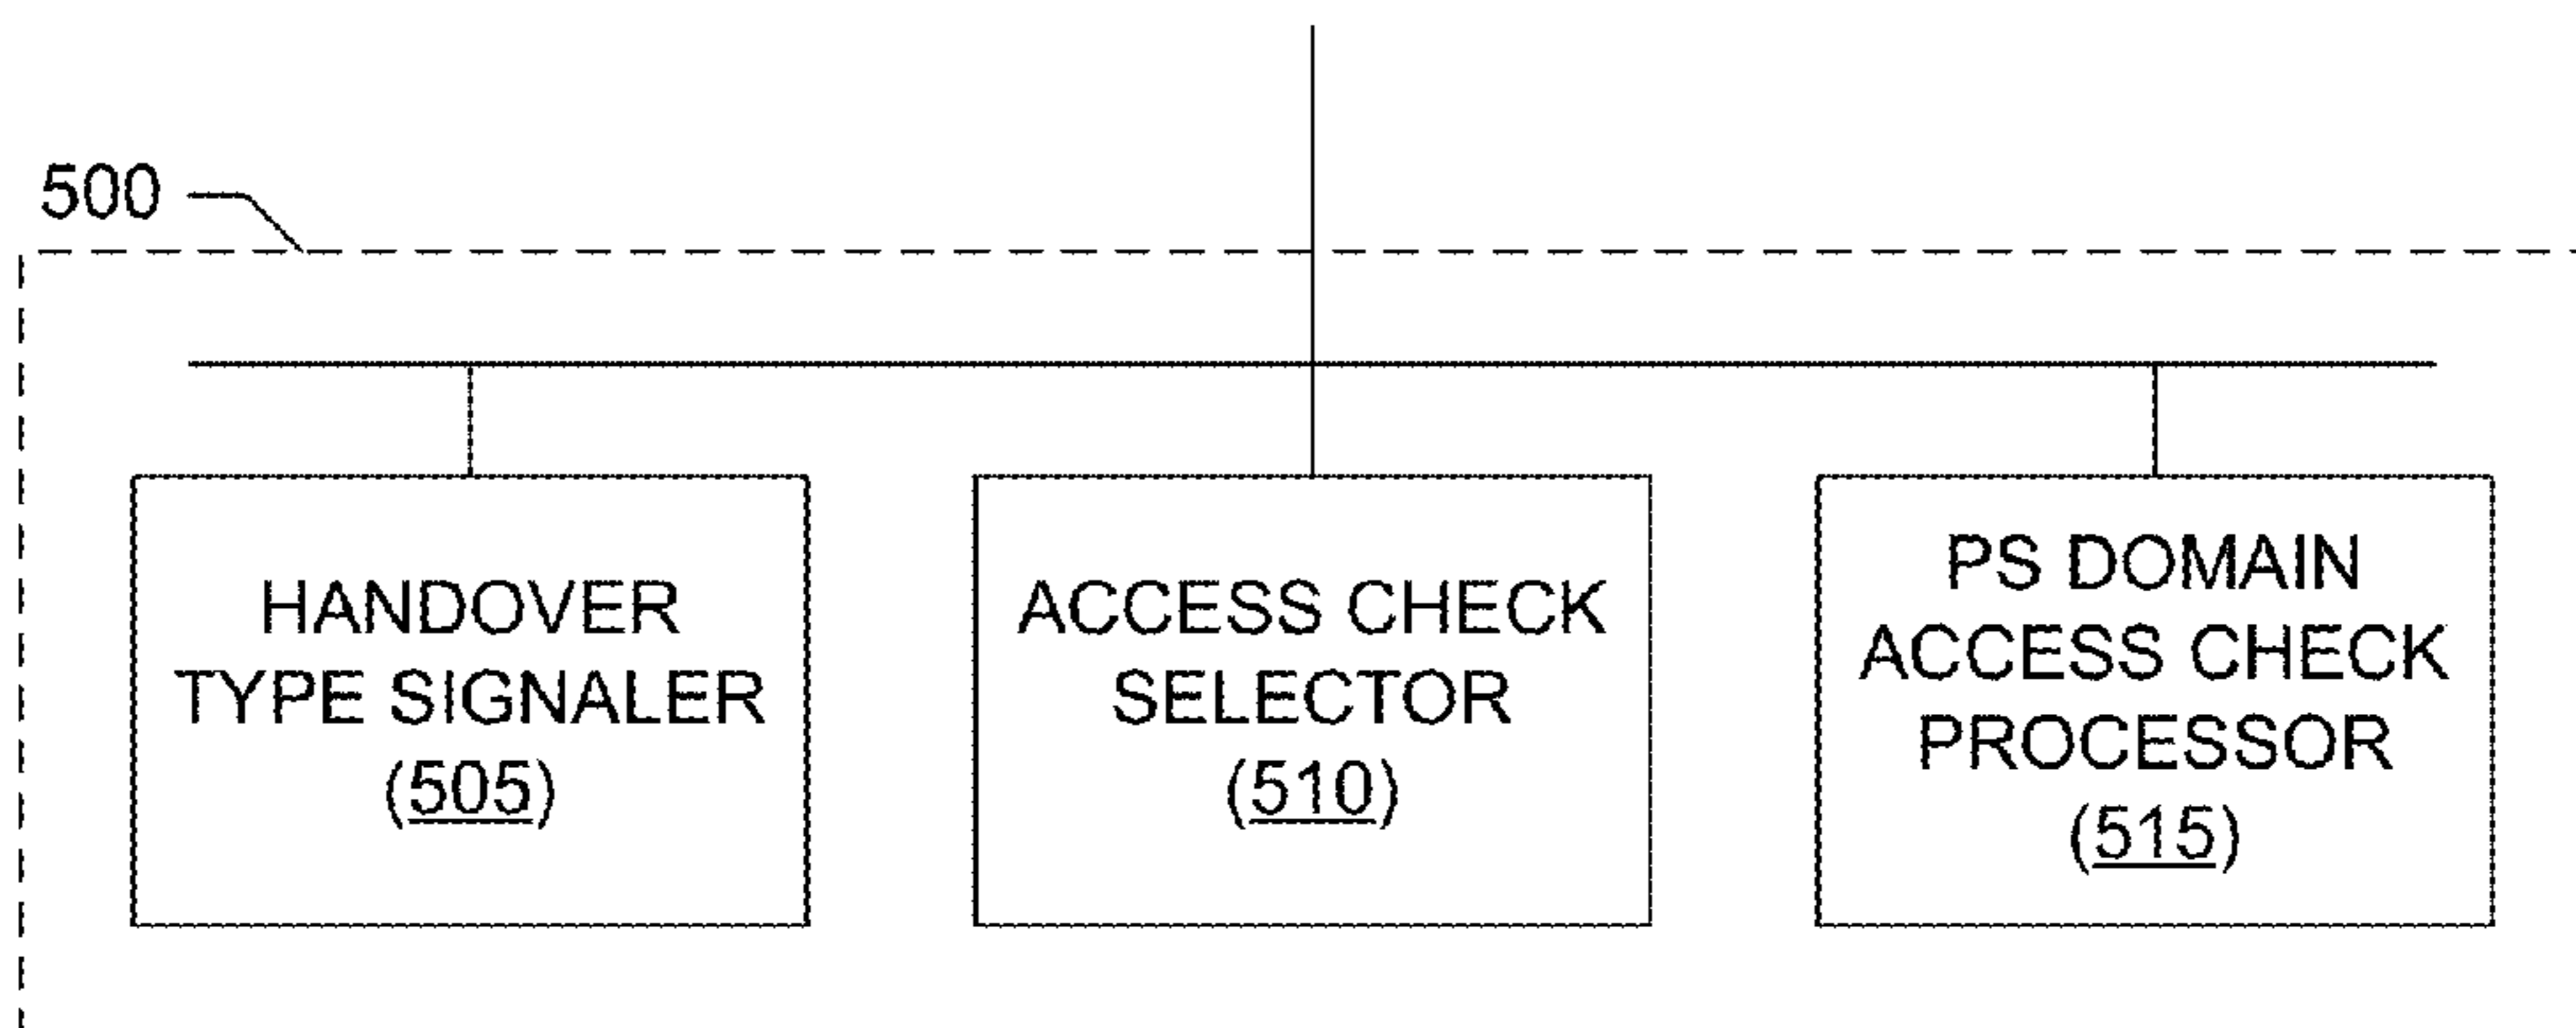 500
HANDOVER
TYPE SIGNALER
(505)
ACCESS CHECK
SELECTOR
(510)
PS DOMAIN
ACCESS CHECK
PROCESSOR
(515)